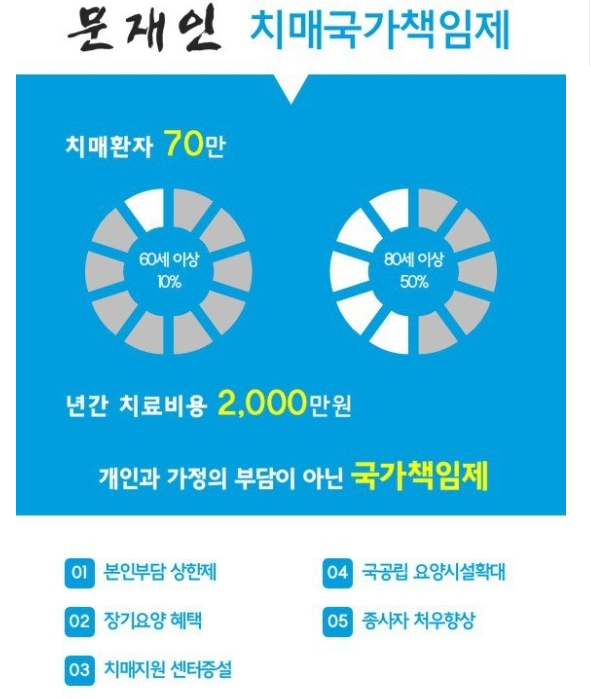 문재인 치매국가책임제
치매환자 70만
60세 이상
10%
80세 이상
50%
년간 치료비용 2,000만원
개인과 가정의 부담이 아닌 국가책임제
01 본인부담 상한제
02 장기요양 혜택
03 치매지원 센터증설
04 국공립 요양시설확대
05 종사자 처우향상